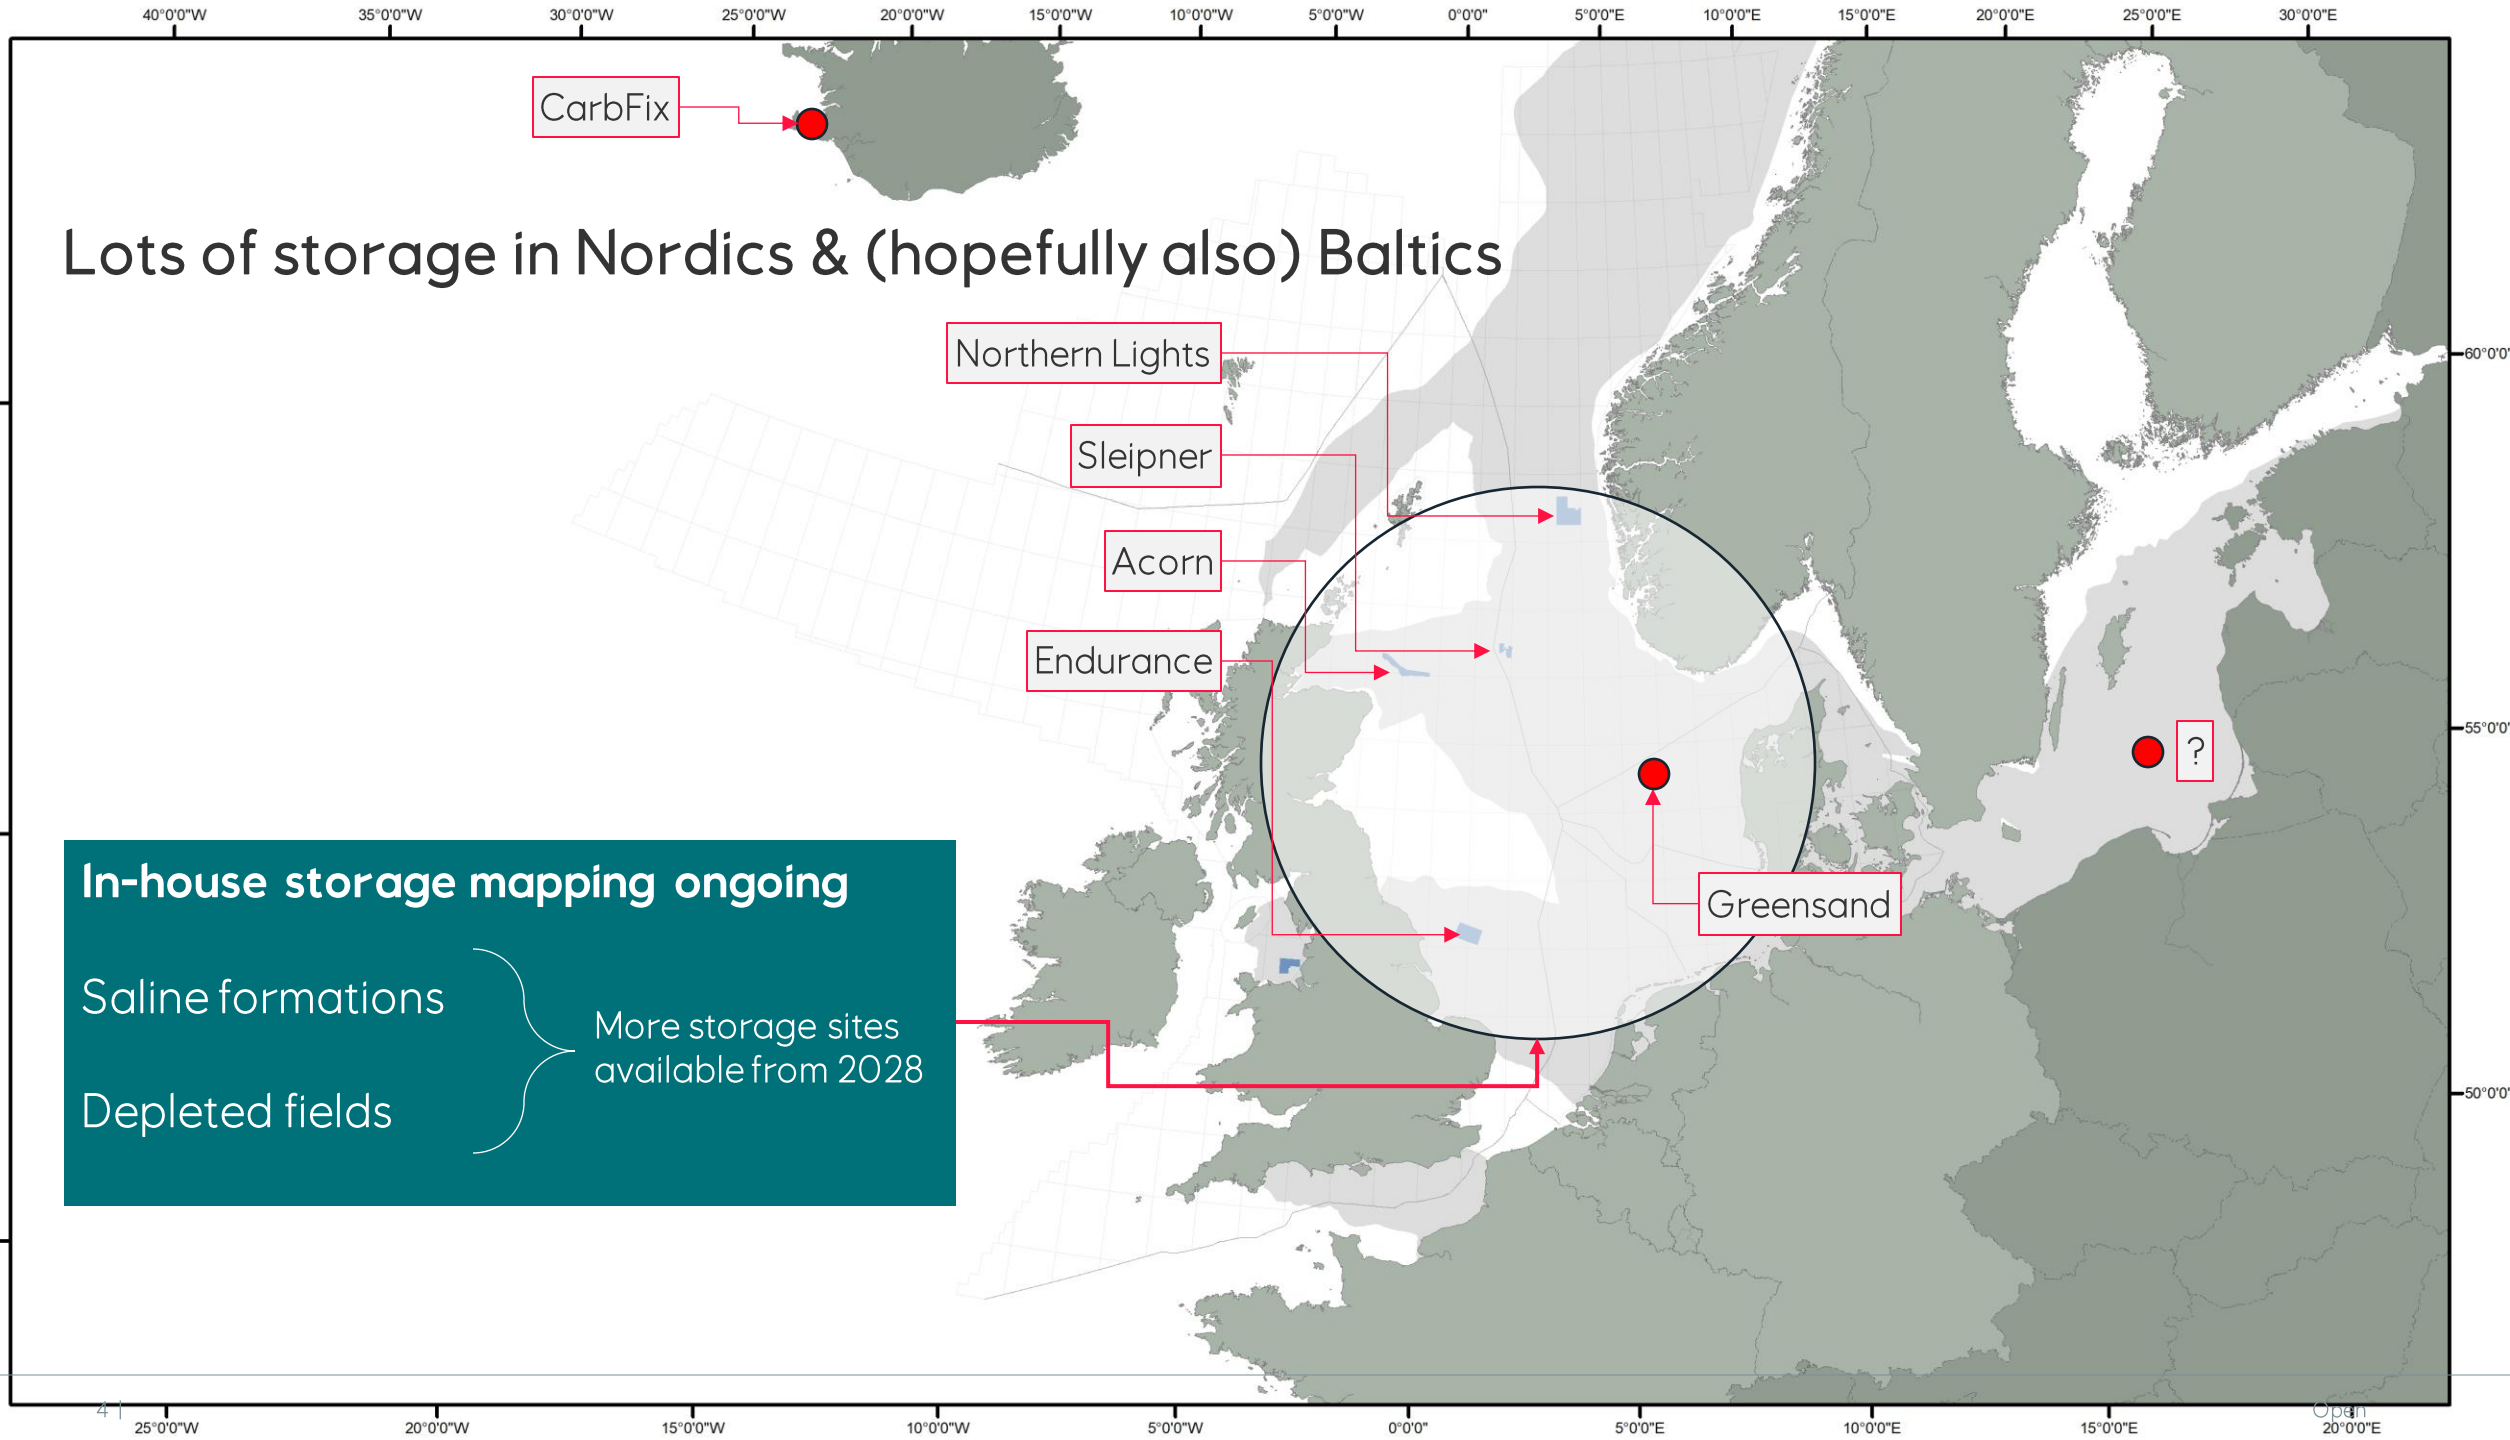 40°0'0"W 35°0'0"W 30°0'0"W 25°0'0"W 20°0'0"W 15°0'0"W 10°0'0"W 5°0'0"W 0°0'0" 5°0'0"E 10°0'0"E 15°0'0"E 20°0'0"E 25°0'0"E 30°0'0"E
CarbFix
Lots of storage in Nordics & (hopefully also) Baltics
Northern Lights
60°0'0"
Sleipner
Acorn
Endurance
55°0'0"
?
Greensand
In-house storage mapping ongoing
Saline formations
More storage sites
available from 2028
Depleted fields
50°0'0"
4 |
Open
25°0'0"W 20°0'0"W 15°0'0"W 10°0'0"W 5°0'0"W 0°0'0"E 5°0'0"E 10°0'0"E 15°0'0"E 20°0'0"E